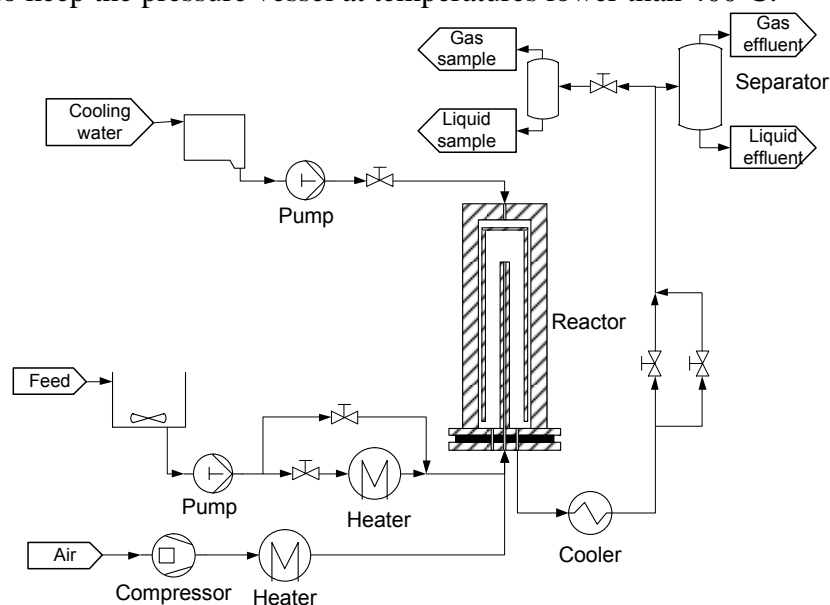 Gas
sample
Gas
effluent
Separator
Cooling
water
Liquid
sample
Liquid
effluent
Pump
Reactor
Feed
Pump
Heater
Cooler
Air
Compressor
Heater